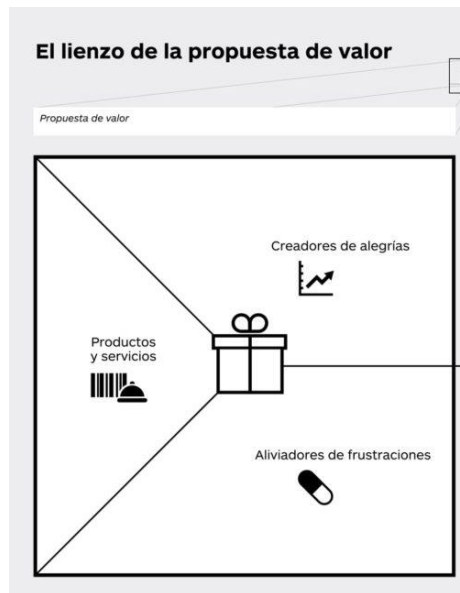 El lienzo de la propuesta de valor
Propuesta de valor
Creadores de alegrías
Productos
y servicios
Aliviadores de frustraciones